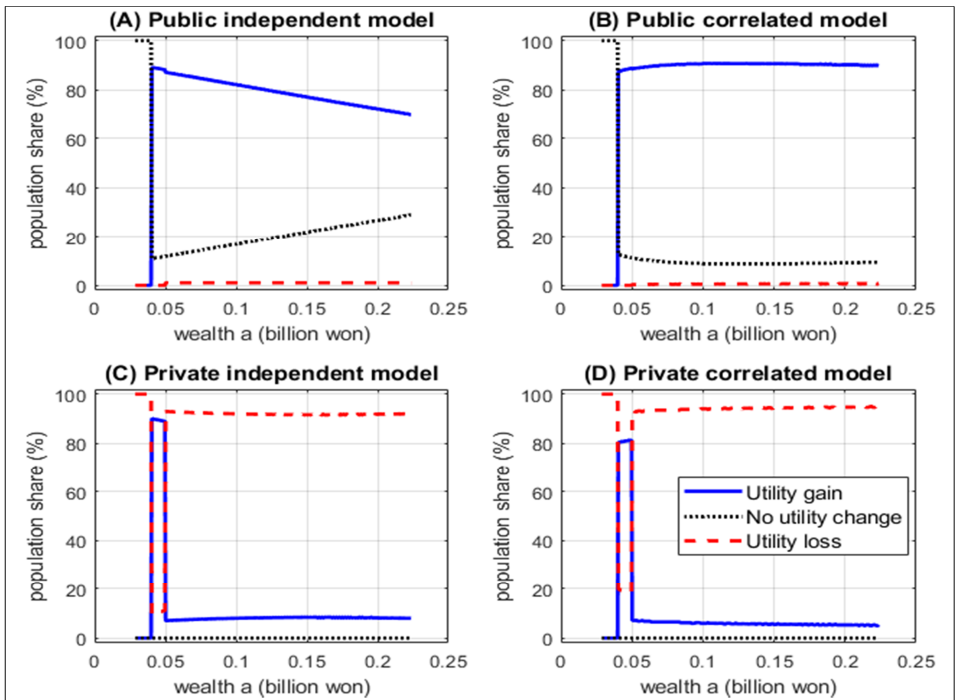 (A) Public independent model
100
80
60
40
20
0
population share (%)
0 0.05 0.1 0.15 0.2 0.25
wealth a (billion won)
(B) Public correlated model
100
80
60
40
20
0
population share (%)
0 0.05 0.1 0.15 0.2 0.25
wealth a (billion won)
(C) Private independent model
100
80
60
40
20
0
population share (%)
0 0.05 0.1 0.15 0.2 0.25
wealth a (billion won)
(D) Private correlated model
100
80
60
40
20
0
population share (%)
Utility gain
No utility change
Utility loss
0 0.05 0.1 0.15 0.2 0.25
wealth a (billion won)